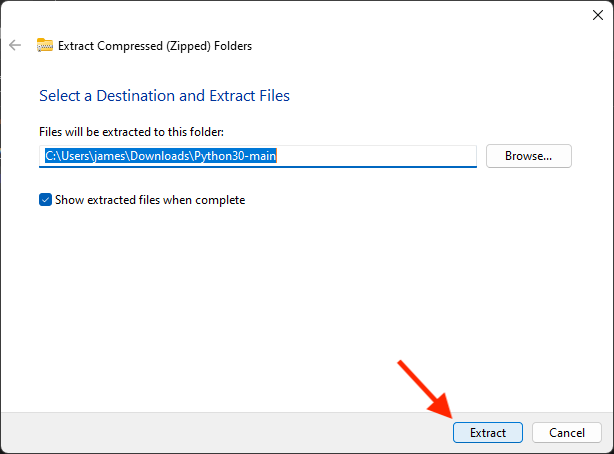 Extract Compressed (Zipped) Folders
Select a Destination and Extract Files
Files will be extracted to this folder:
C:\Users\james\Downloads\Python30-main
Browse...
Show extracted files when complete
Extract
Cancel